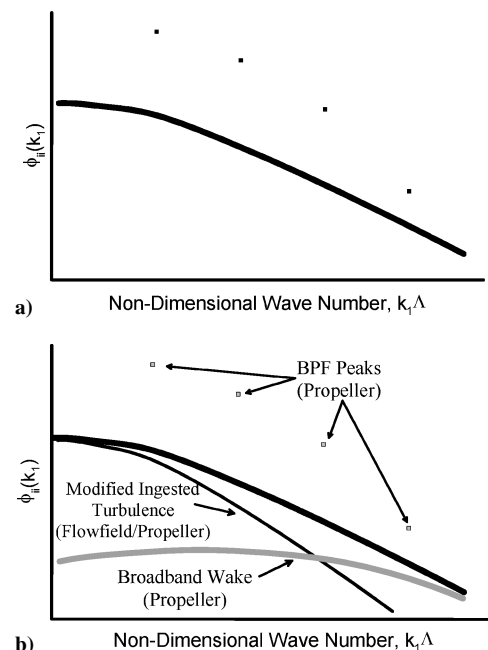 ϕii(k1)
a)
Non-Dimensional Wave Number, k1Λ
BPF Peaks
(Propeller)
ϕii(k1)
Modified Ingested
Turbulence
(Flowfield/Propeller)
Broadband Wake
(Propeller)
b)
Non-Dimensional Wave Number, k1Λ